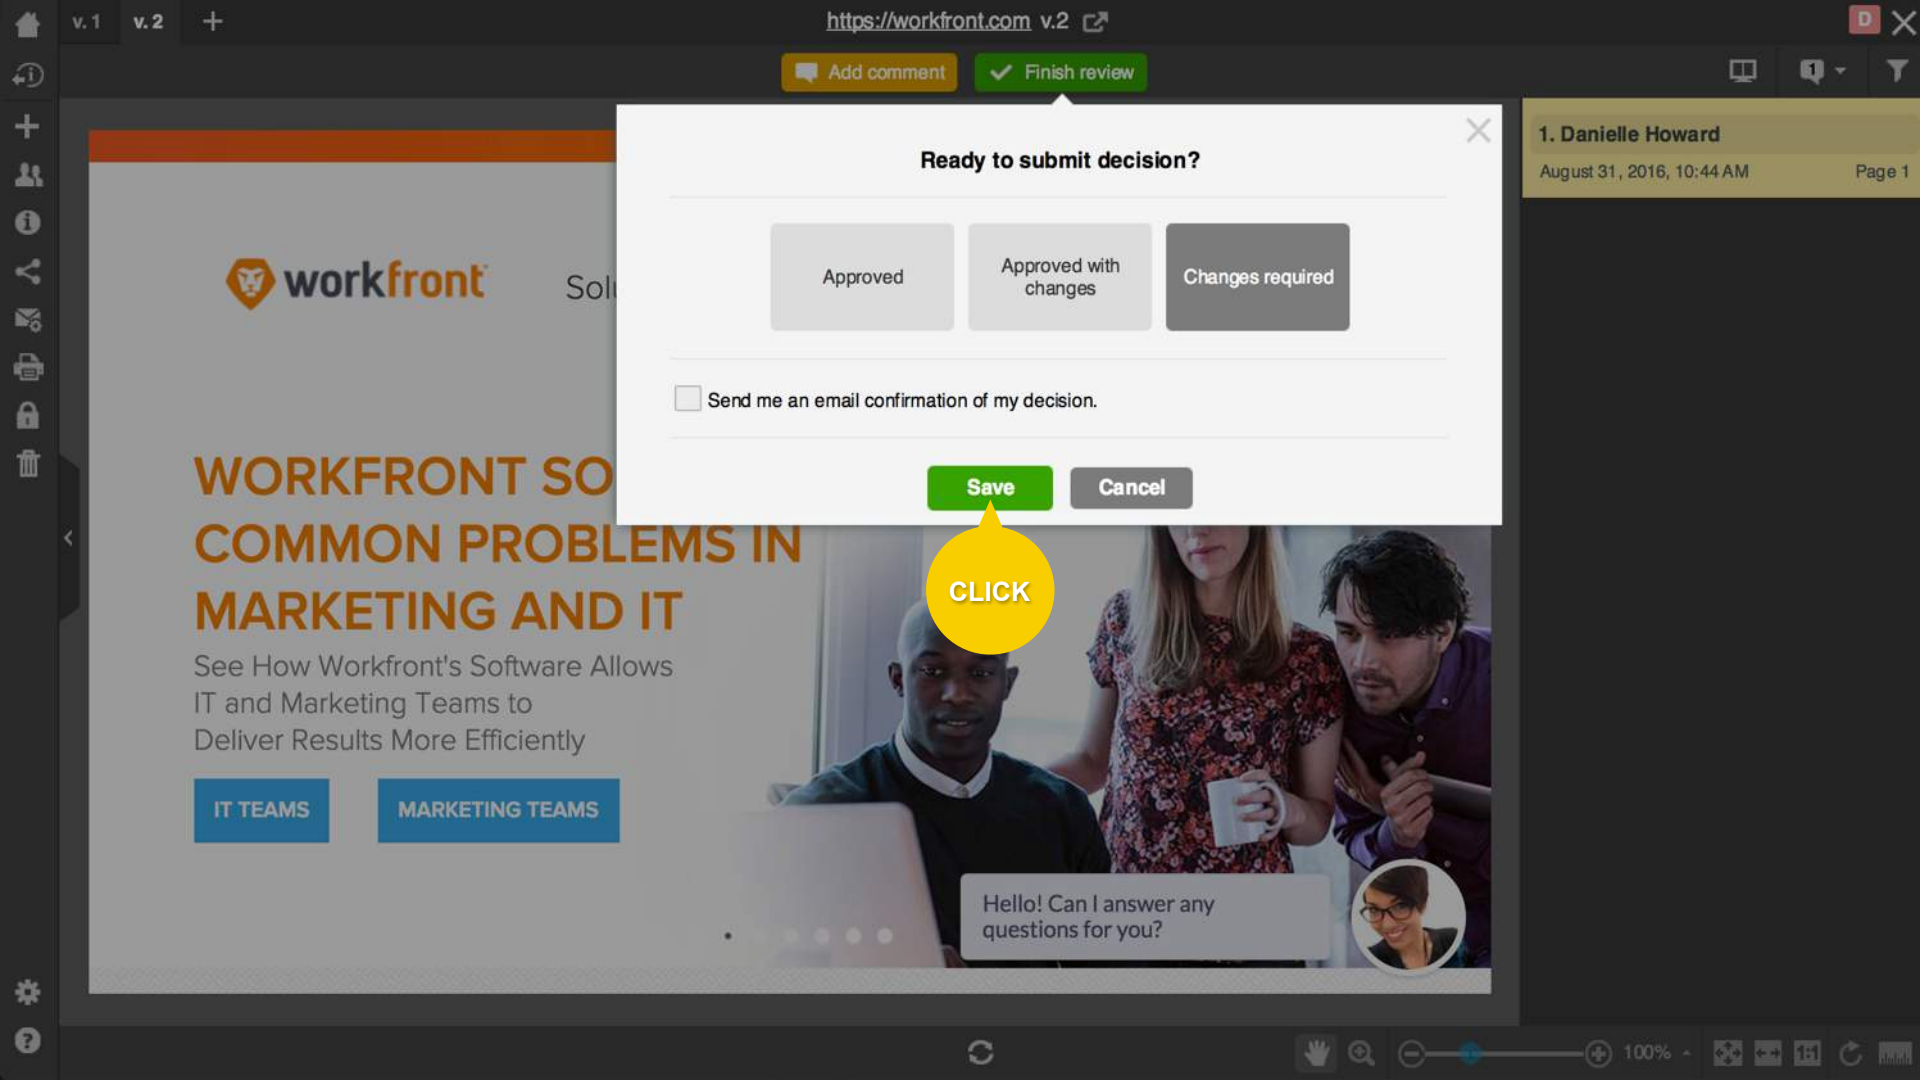 v. 1
v. 2
https://workfront.com v.2
D
Add comment
Finish review
1
1. Danielle Howard
August 31, 2016, 10:44 AM
Page 1
Ready to submit decision?
Approved
Approved with
changes
Changes required
Send me an email confirmation of my decision.
Save
Cancel
CLICK
workfront
Solu
WORKFRONT SO
COMMON PROBLEMS IN
MARKETING AND IT
See How Workfront's Software Allows
IT and Marketing Teams to
Deliver Results More Efficiently
IT TEAMS
MARKETING TEAMS
Hello! Can I answer any
questions for you?
100%
1:1